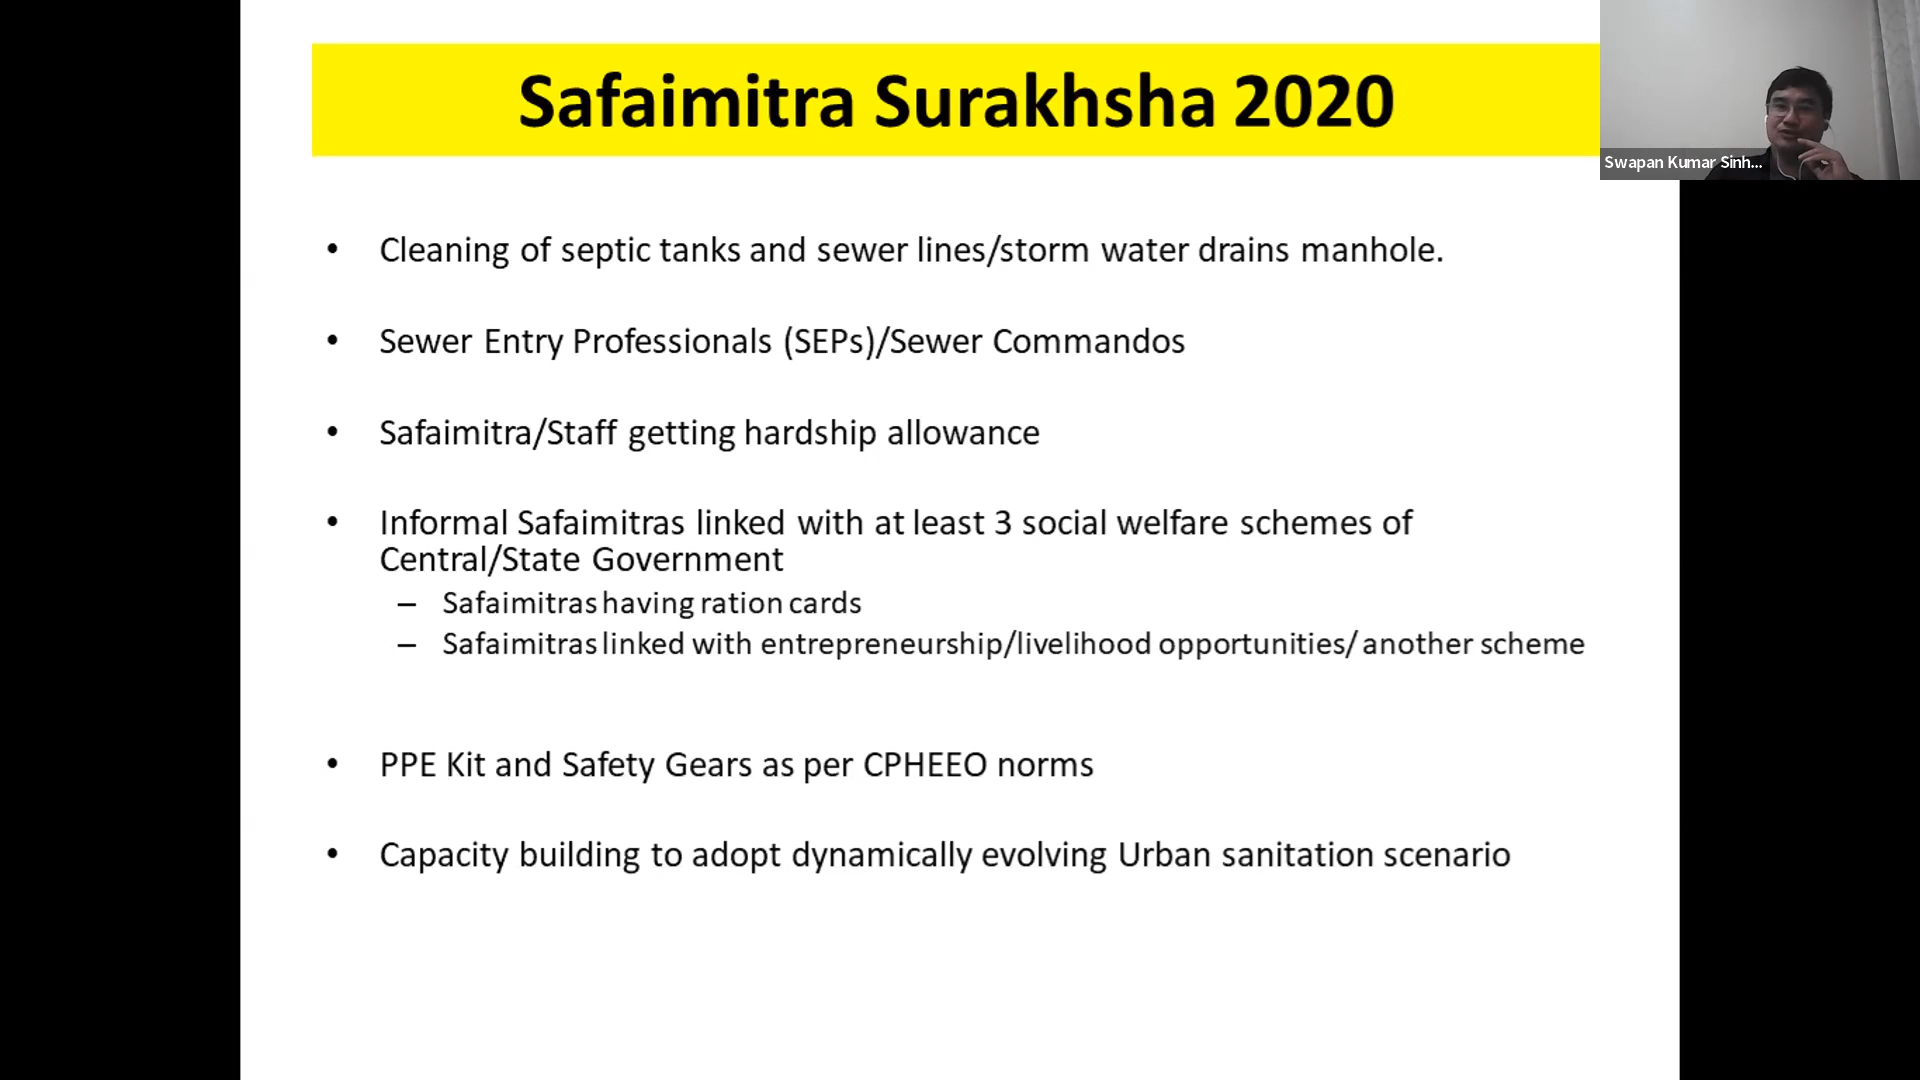 Safaimitra Surakhsha 2020
Swapan Kumar Sinh...
• Cleaning of septic tanks and sewer lines/storm water drains manhole.
• Sewer Entry Professionals (SEPs)/Sewer Commandos
• Safaimitra/Staff getting hardship allowance
• Informal Safaimitras linked with at least 3 social welfare schemes of
Central/State Government
– Safaimitras having ration cards
– Safaimitras linked with entrepreneurship/livelihood opportunities/ another scheme
• PPE Kit and Safety Gears as per CPHEEO norms
• Capacity building to adopt dynamically evolving Urban sanitation scenario